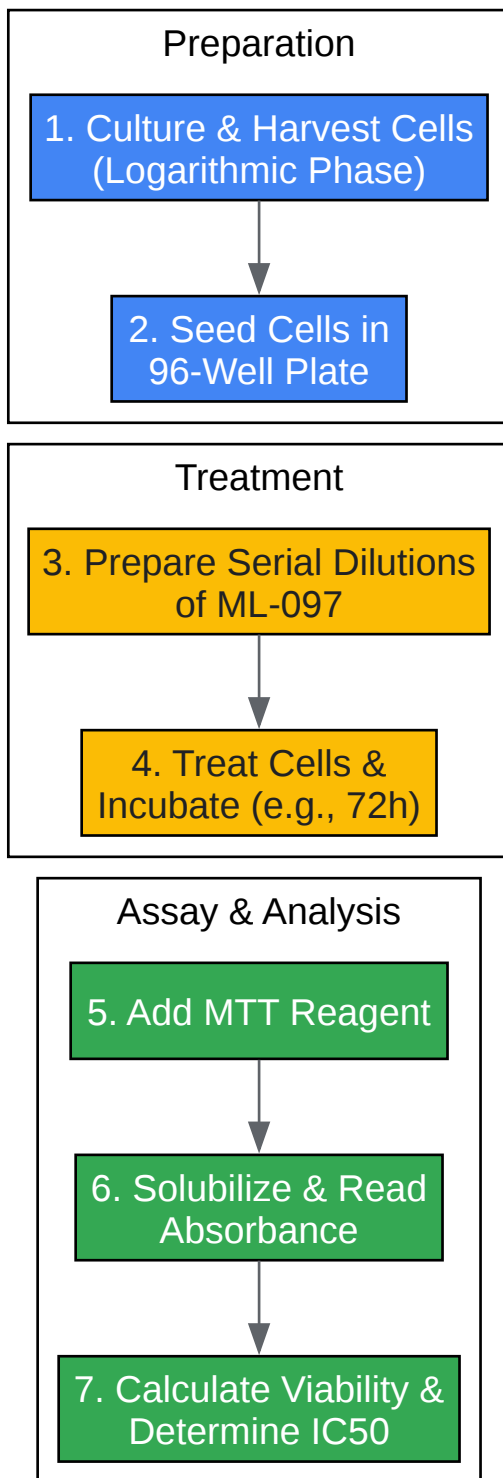 Preparation
1. Culture & Harvest Cells
(Logarithmic Phase)
2. Seed Cells in
96-Well Plate
Treatment
3. Prepare Serial Dilutions
of ML-097
4. Treat Cells &
Incubate (e.g., 72h)
Assay & Analysis
5. Add MTT Reagent
6. Solubilize & Read
Absorbance
7. Calculate Viability &
Determine IC50